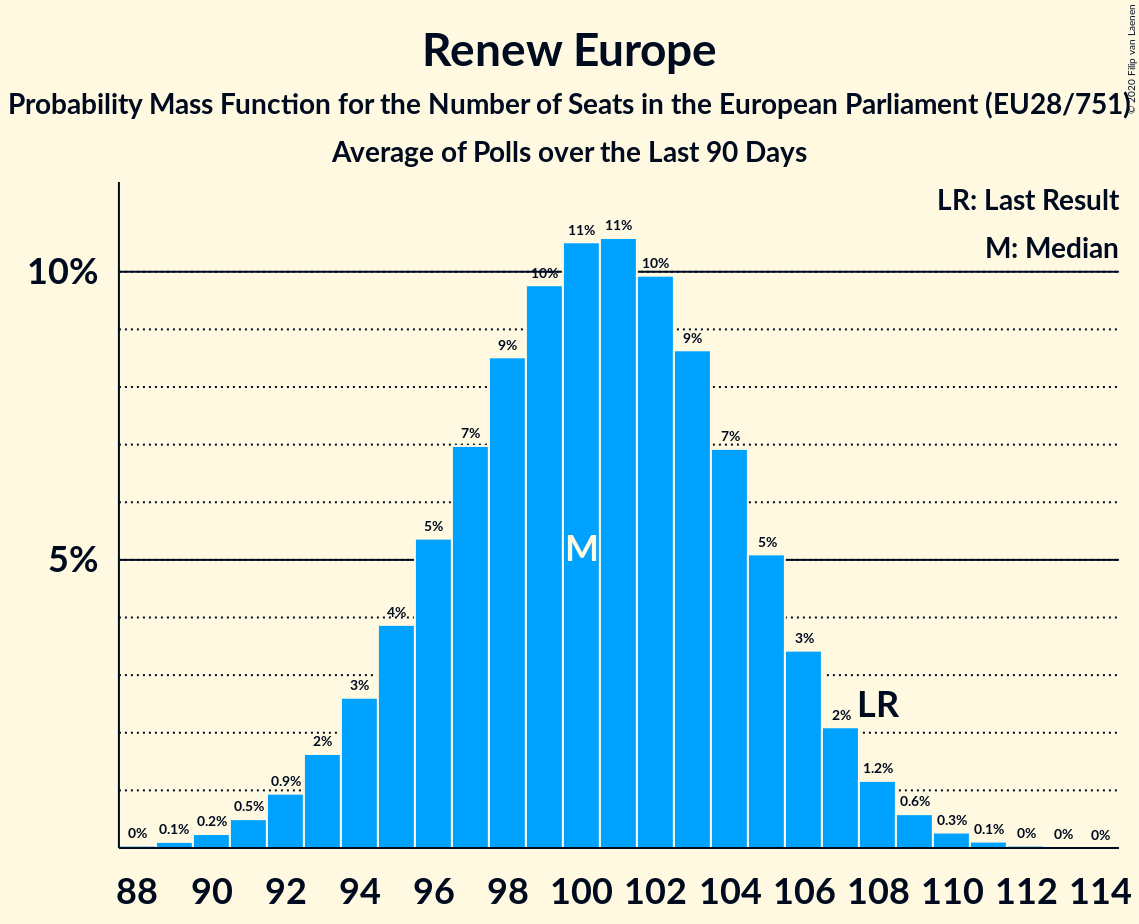 Renew Europe
Probability Mass Function for the Number of Seats in the European Parliament (EU28/751)
Average of Polls over the Last 90 Days
© 2020 Filip van Laenen
LR: Last Result
M: Median
10%
5%
0% 0.1% 0.2% 0.5% 0.9% 2% 3% 4% 5% 7% 9% 10% 11% 11% 10% 9% 7% 5% 3% 2% 1.2% 0.6% 0.3% 0.1% 0% 0% 0%
M
LR
88 90 92 94 96 98 100 102 104 106 108 110 112 114